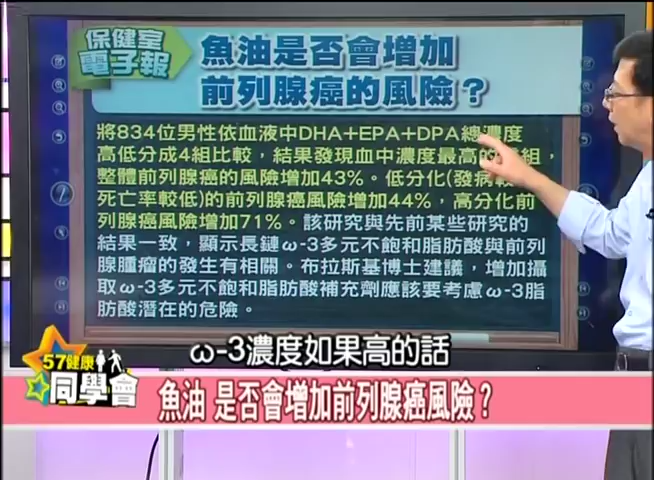 保健室
電子報
魚油是否會增加
前列腺癌的風險？
將834位男性依血液中DHA+EPA+DPA總濃度
高低分成4組比較，結果發現血中濃度最高的組，
整體前列腺癌的風險增加43%。低分化(發病較
死亡率較低)的前列腺癌風險增加44%，高分化前
列腺癌風險增加71%。該研究與先前某些研究的
結果一致，顯示長鏈ω-3多元不飽和脂肪酸與前列
腺腫瘤的發生有相關。布拉斯基博士建議，增加攝
取ω-3多元不飽和脂肪酸補充劑應該要考慮ω-3脂
肪酸潛在的危險。
ω-3濃度如果高的話
57健康
同學會
魚油 是否會增加前列腺癌風險？